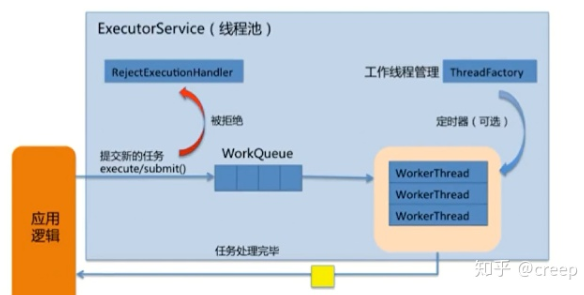 ExecutorService（线程池）
RejectExecutionHandler
工作线程管理
ThreadFactory
被拒绝
定时器（可选）
提交新的任务
execute/submit()
WorkQueue
WorkerThread
WorkerThread
WorkerThread
应用
逻辑
任务处理完毕
知乎 @creep